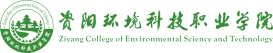 资阳环境科技职业学院
Ziyang College of Environmental Science and Technology